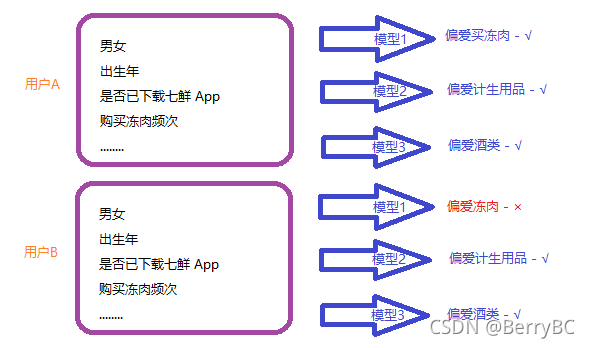 用户A
男女
出生年
是否已下载七鲜 App
购买冻肉频次
........
模型1
偏爱买冻肉 - √
模型2
偏爱计生用品 - √
模型3
偏爱酒类 - √
用户B
男女
出生年
是否已下载七鲜 App
购买冻肉频次
........
模型1
偏爱冻肉 - ×
模型2
偏爱计生用品 - √
模型3
偏爱酒类 - √
CSDN @BerryBC